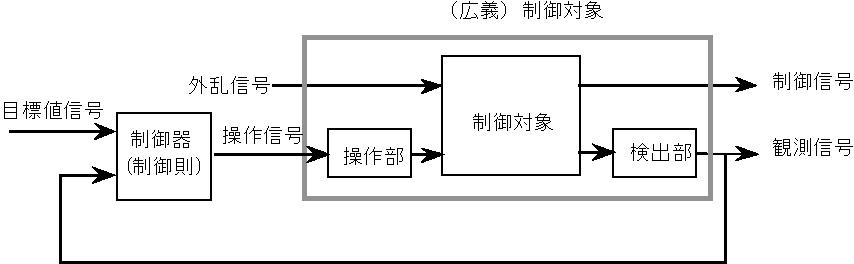 （広義）制御対象
外乱信号
制御信号
目標値信号
制御器
(制御則)
操作信号
操作部
制御対象
検出部
観測信号